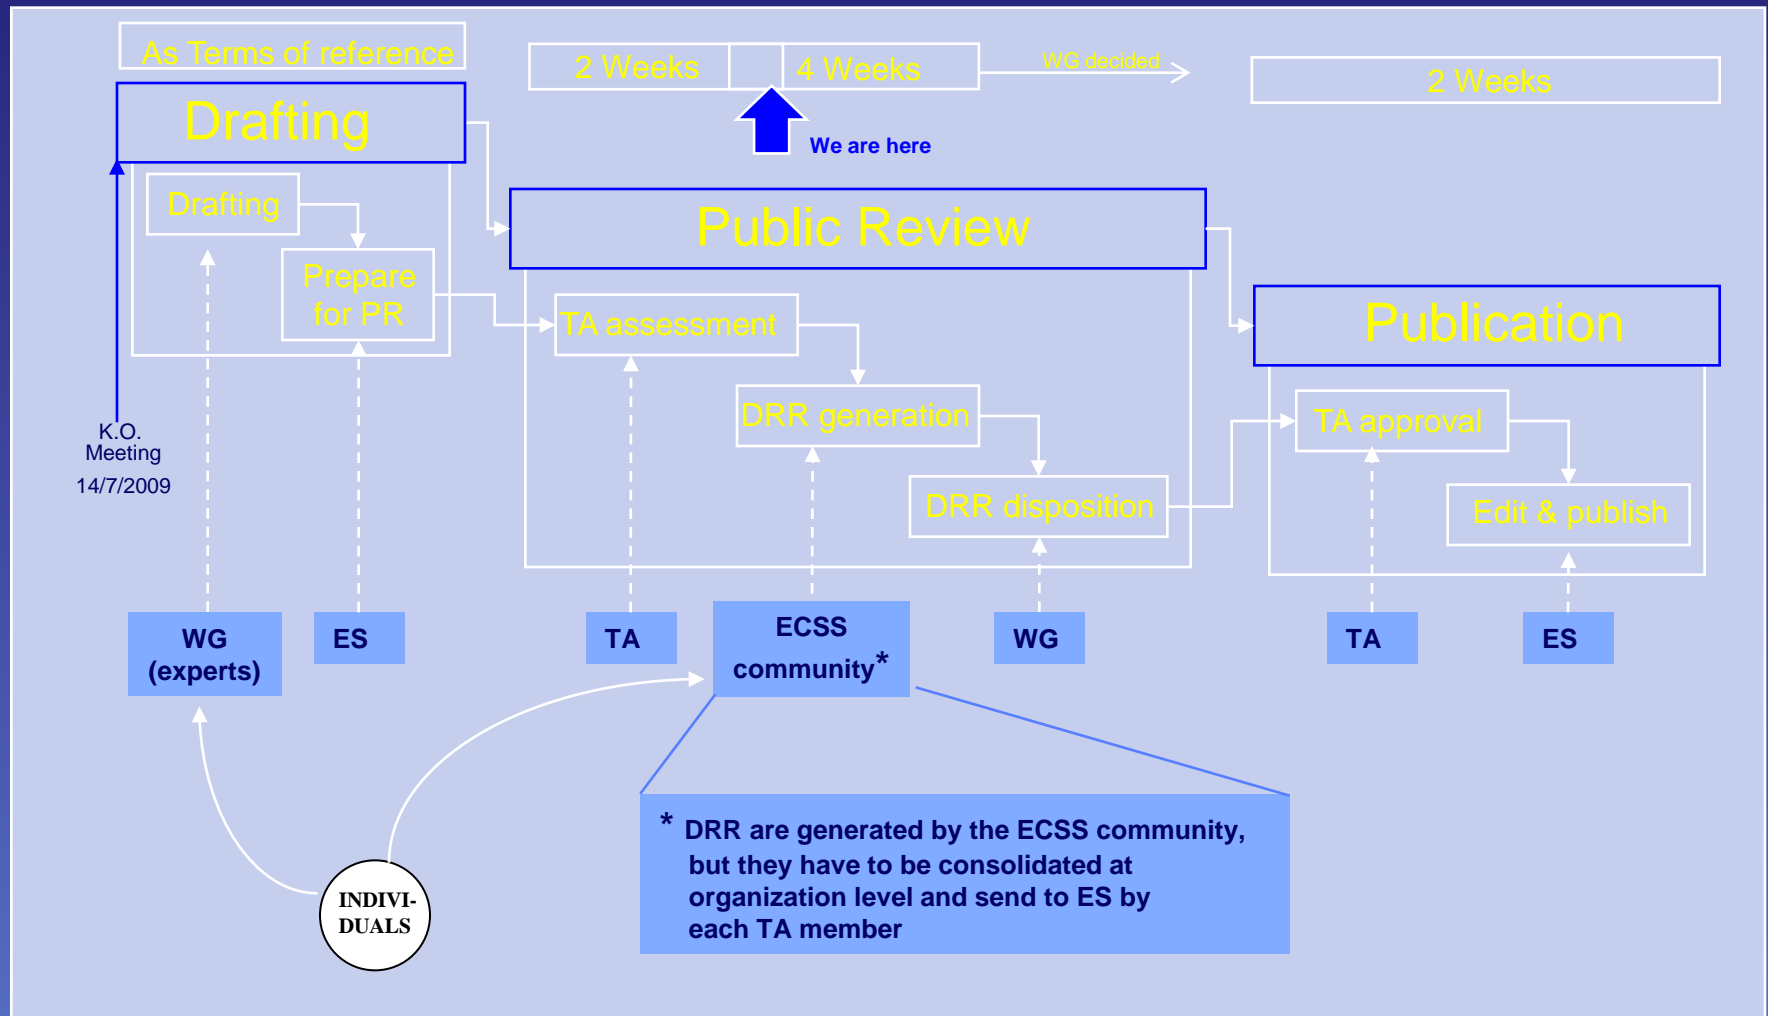 As Terms of reference
2 Weeks
4 Weeks
WG decided
2 Weeks
Drafting
We are here
Drafting
Public Review
Prepare
for PR
TA assessment
Publication
DRR generation
TA approval
K.O.
Meeting
14/7/2009
DRR disposition
Edit & publish
WG
(experts)
ES
TA
ECSS
community*
WG
TA
ES
* DRR are generated by the ECSS community,
but they have to be consolidated at
organization level and send to ES by
each TA member
INDIVI-
DUALS